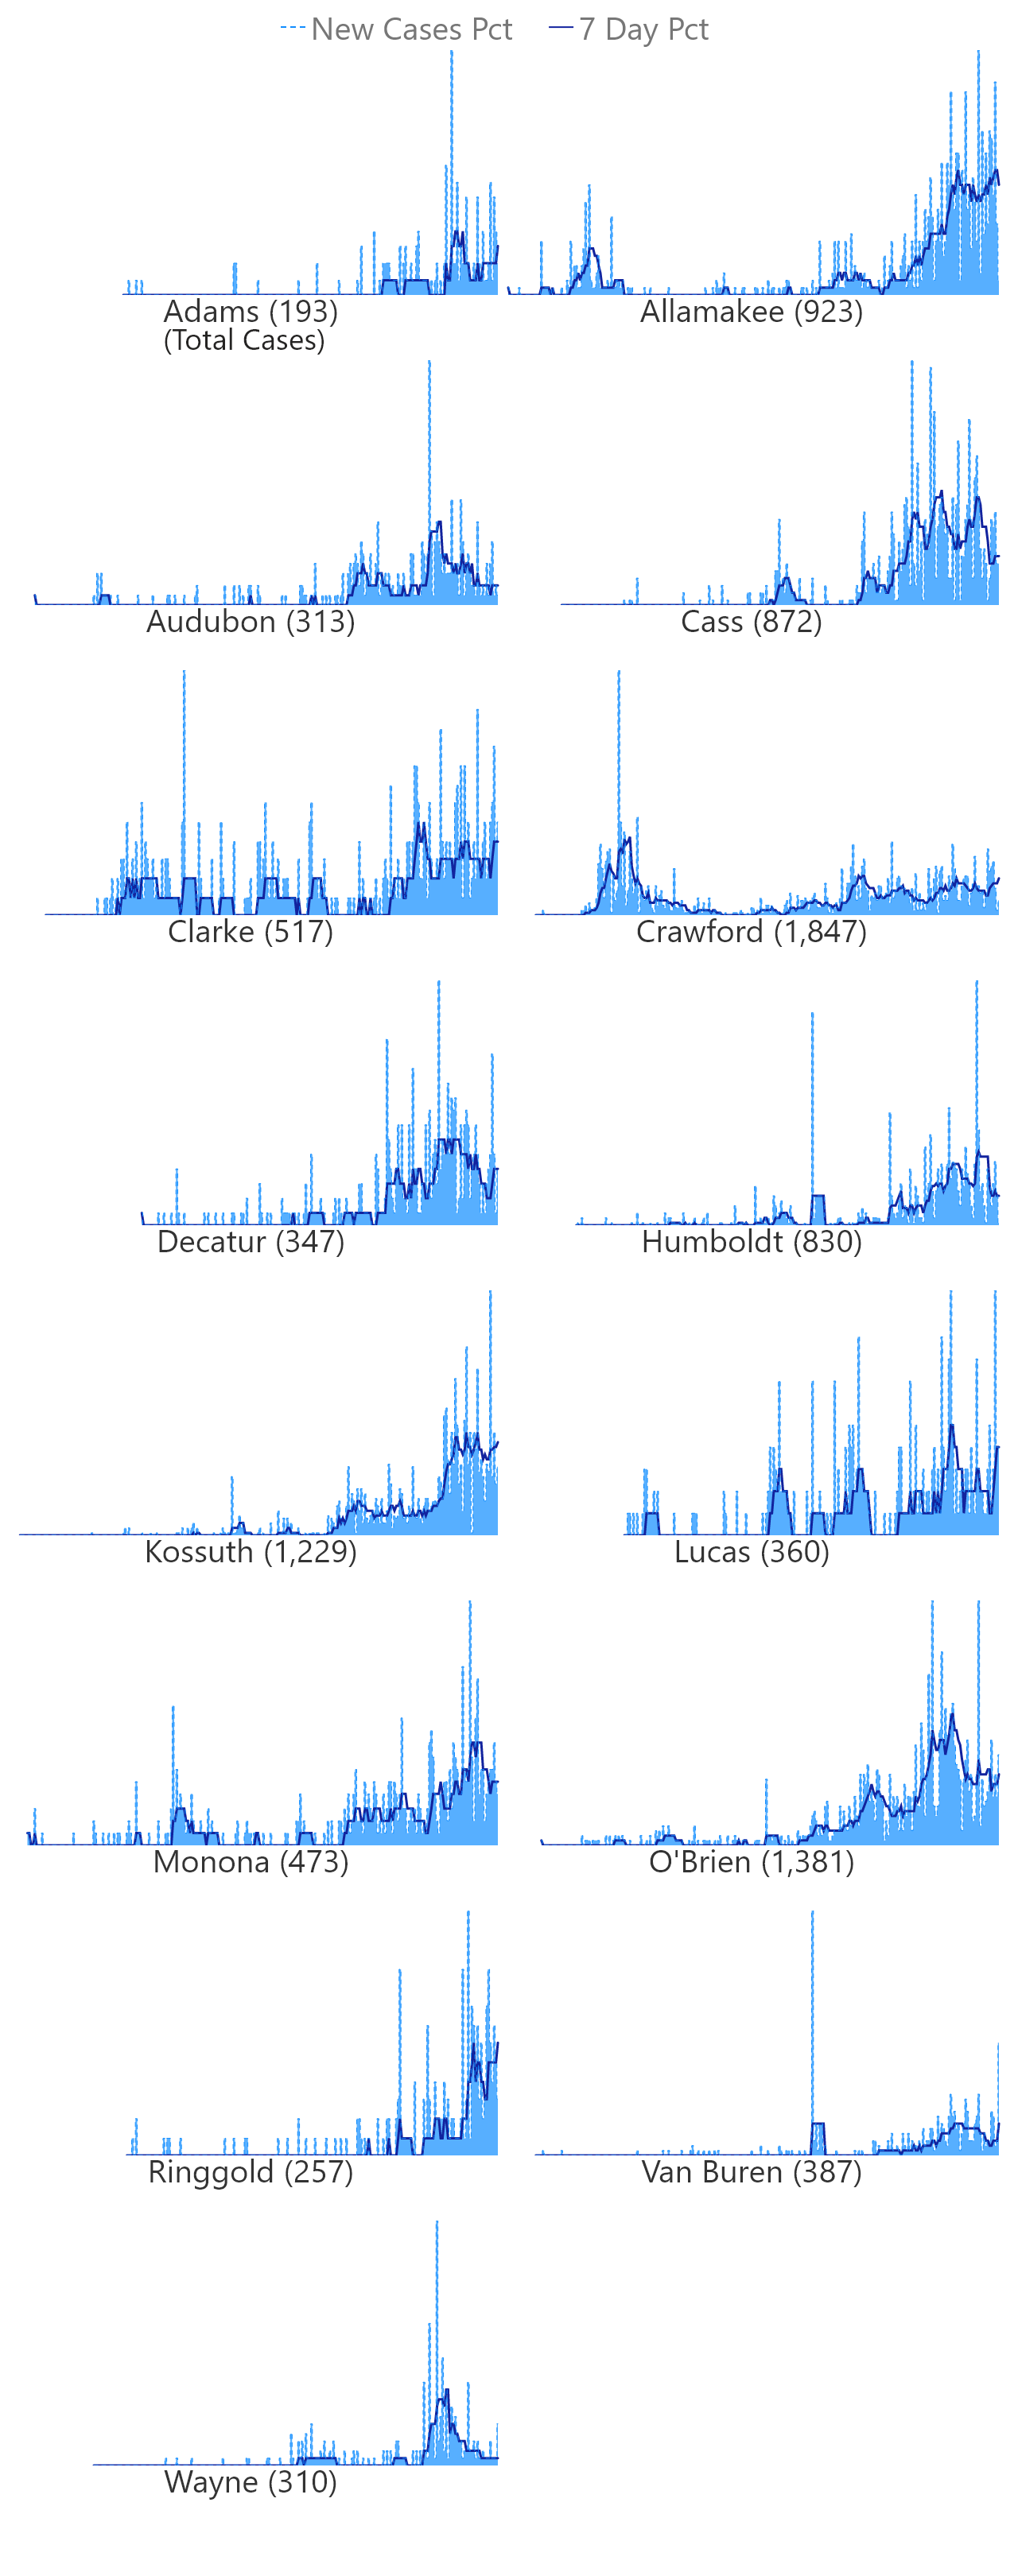 New Cases Pct 7 Day Pct
Adams (193)
(Total Cases)
Allamakee (923)
Audubon (313)
Cass (872)
Clarke (517)
Crawford (1,847)
Decatur (347)
Humboldt (830)
Kossuth (1,229)
Lucas (360)
Monona (473)
O'Brien (1,381)
Ringgold (257)
Van Buren (387)
Wayne (310)